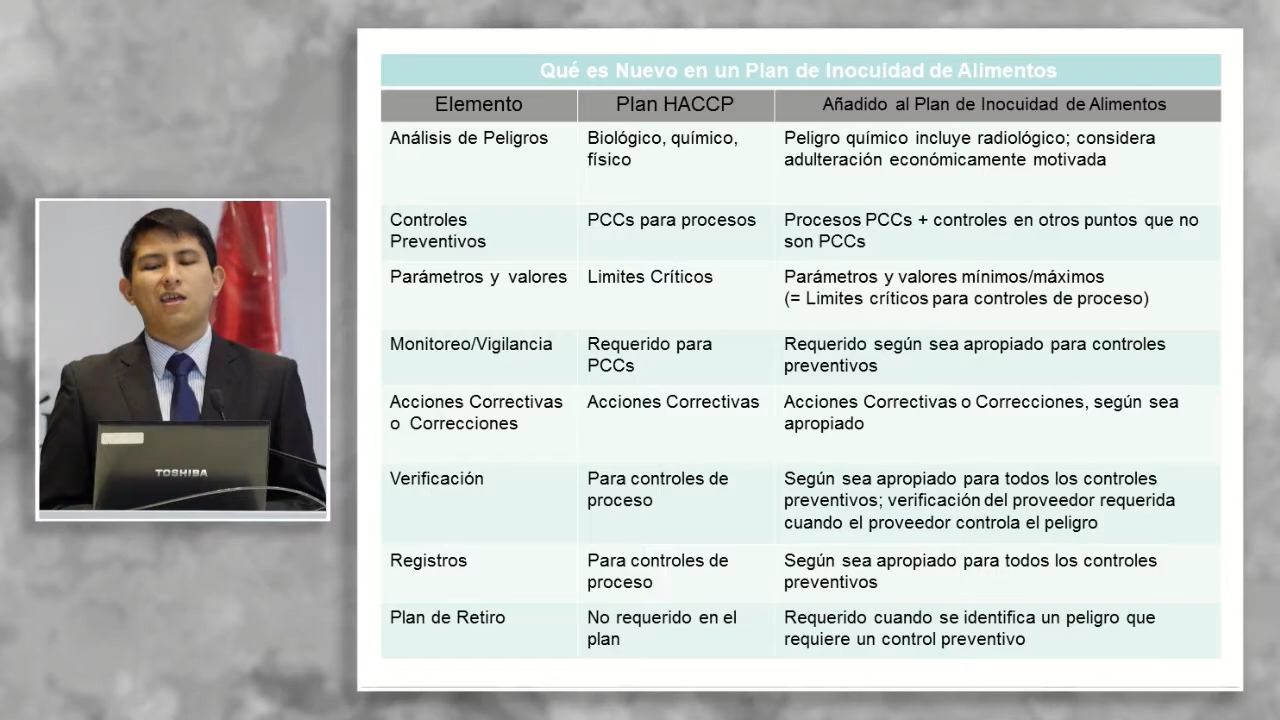 Qué es Nuevo en un Plan de Inocuidad de Alimentos
Elemento
Plan HACCP
Añadido al Plan de Inocuidad de Alimentos
Análisis de Peligros
Biológico, químico,
físico
Peligro químico incluye radiológico; considera
adulteración económicamente motivada
Controles
Preventivos
PCCs para procesos
Procesos PCCs + controles en otros puntos que no
son PCCs
Parámetros y valores
Limites Críticos
Parámetros y valores mínimos/máximos
(= Limites críticos para controles de proceso)
Monitoreo/Vigilancia
Requerido para
PCCs
Requerido según sea apropiado para controles
preventivos
Acciones Correctivas
o Correcciones
Acciones Correctivas
Acciones Correctivas o Correcciones, según sea
apropiado
Verificación
Para controles de
proceso
Según sea apropiado para todos los controles
preventivos; verificación del proveedor requerida
cuando el proveedor controla el peligro
Registros
Para controles de
proceso
Según sea apropiado para todos los controles
preventivos
Plan de Retiro
No requerido en el
plan
Requerido cuando se identifica un peligro que
requiere un control preventivo
TOSHIBA